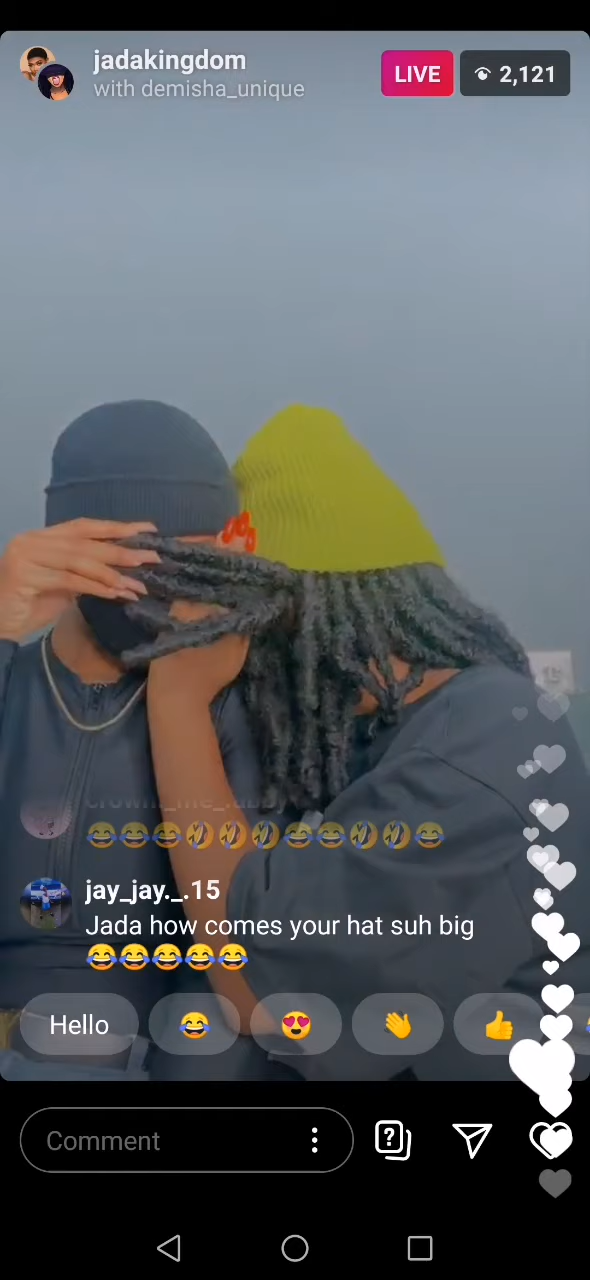 jadakingdom
with demisha_unique
LIVE
2,121
😂😂😂🤣🤣🤣😂😂🤣🤣😂
jay_jay._.15
Jada how comes your hat suh big
😂😂😂😂😂
Hello
😂 😍 👋 👍
Comment